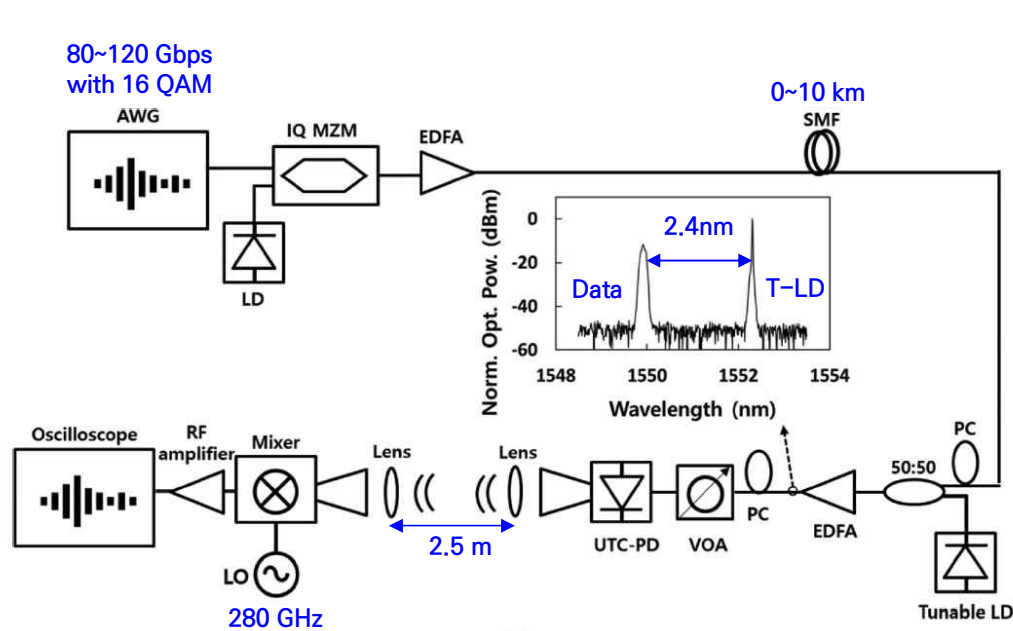 80~120 Gbps
with 16 QAM
AWG
IQ MZM
EDFA
0~10 km
SMF
LD
Norm. Opt. Pow. (dBm)
0
-20
-40
-60
2.4nm
Data
T-LD
1548
1550
1552
1554
Wavelength (nm)
Oscilloscope
RF
amplifier
Mixer
Lens
Lens
2.5 m
LO
280 GHz
UTC-PD
VOA
PC
EDFA
50:50
PC
Tunable LD